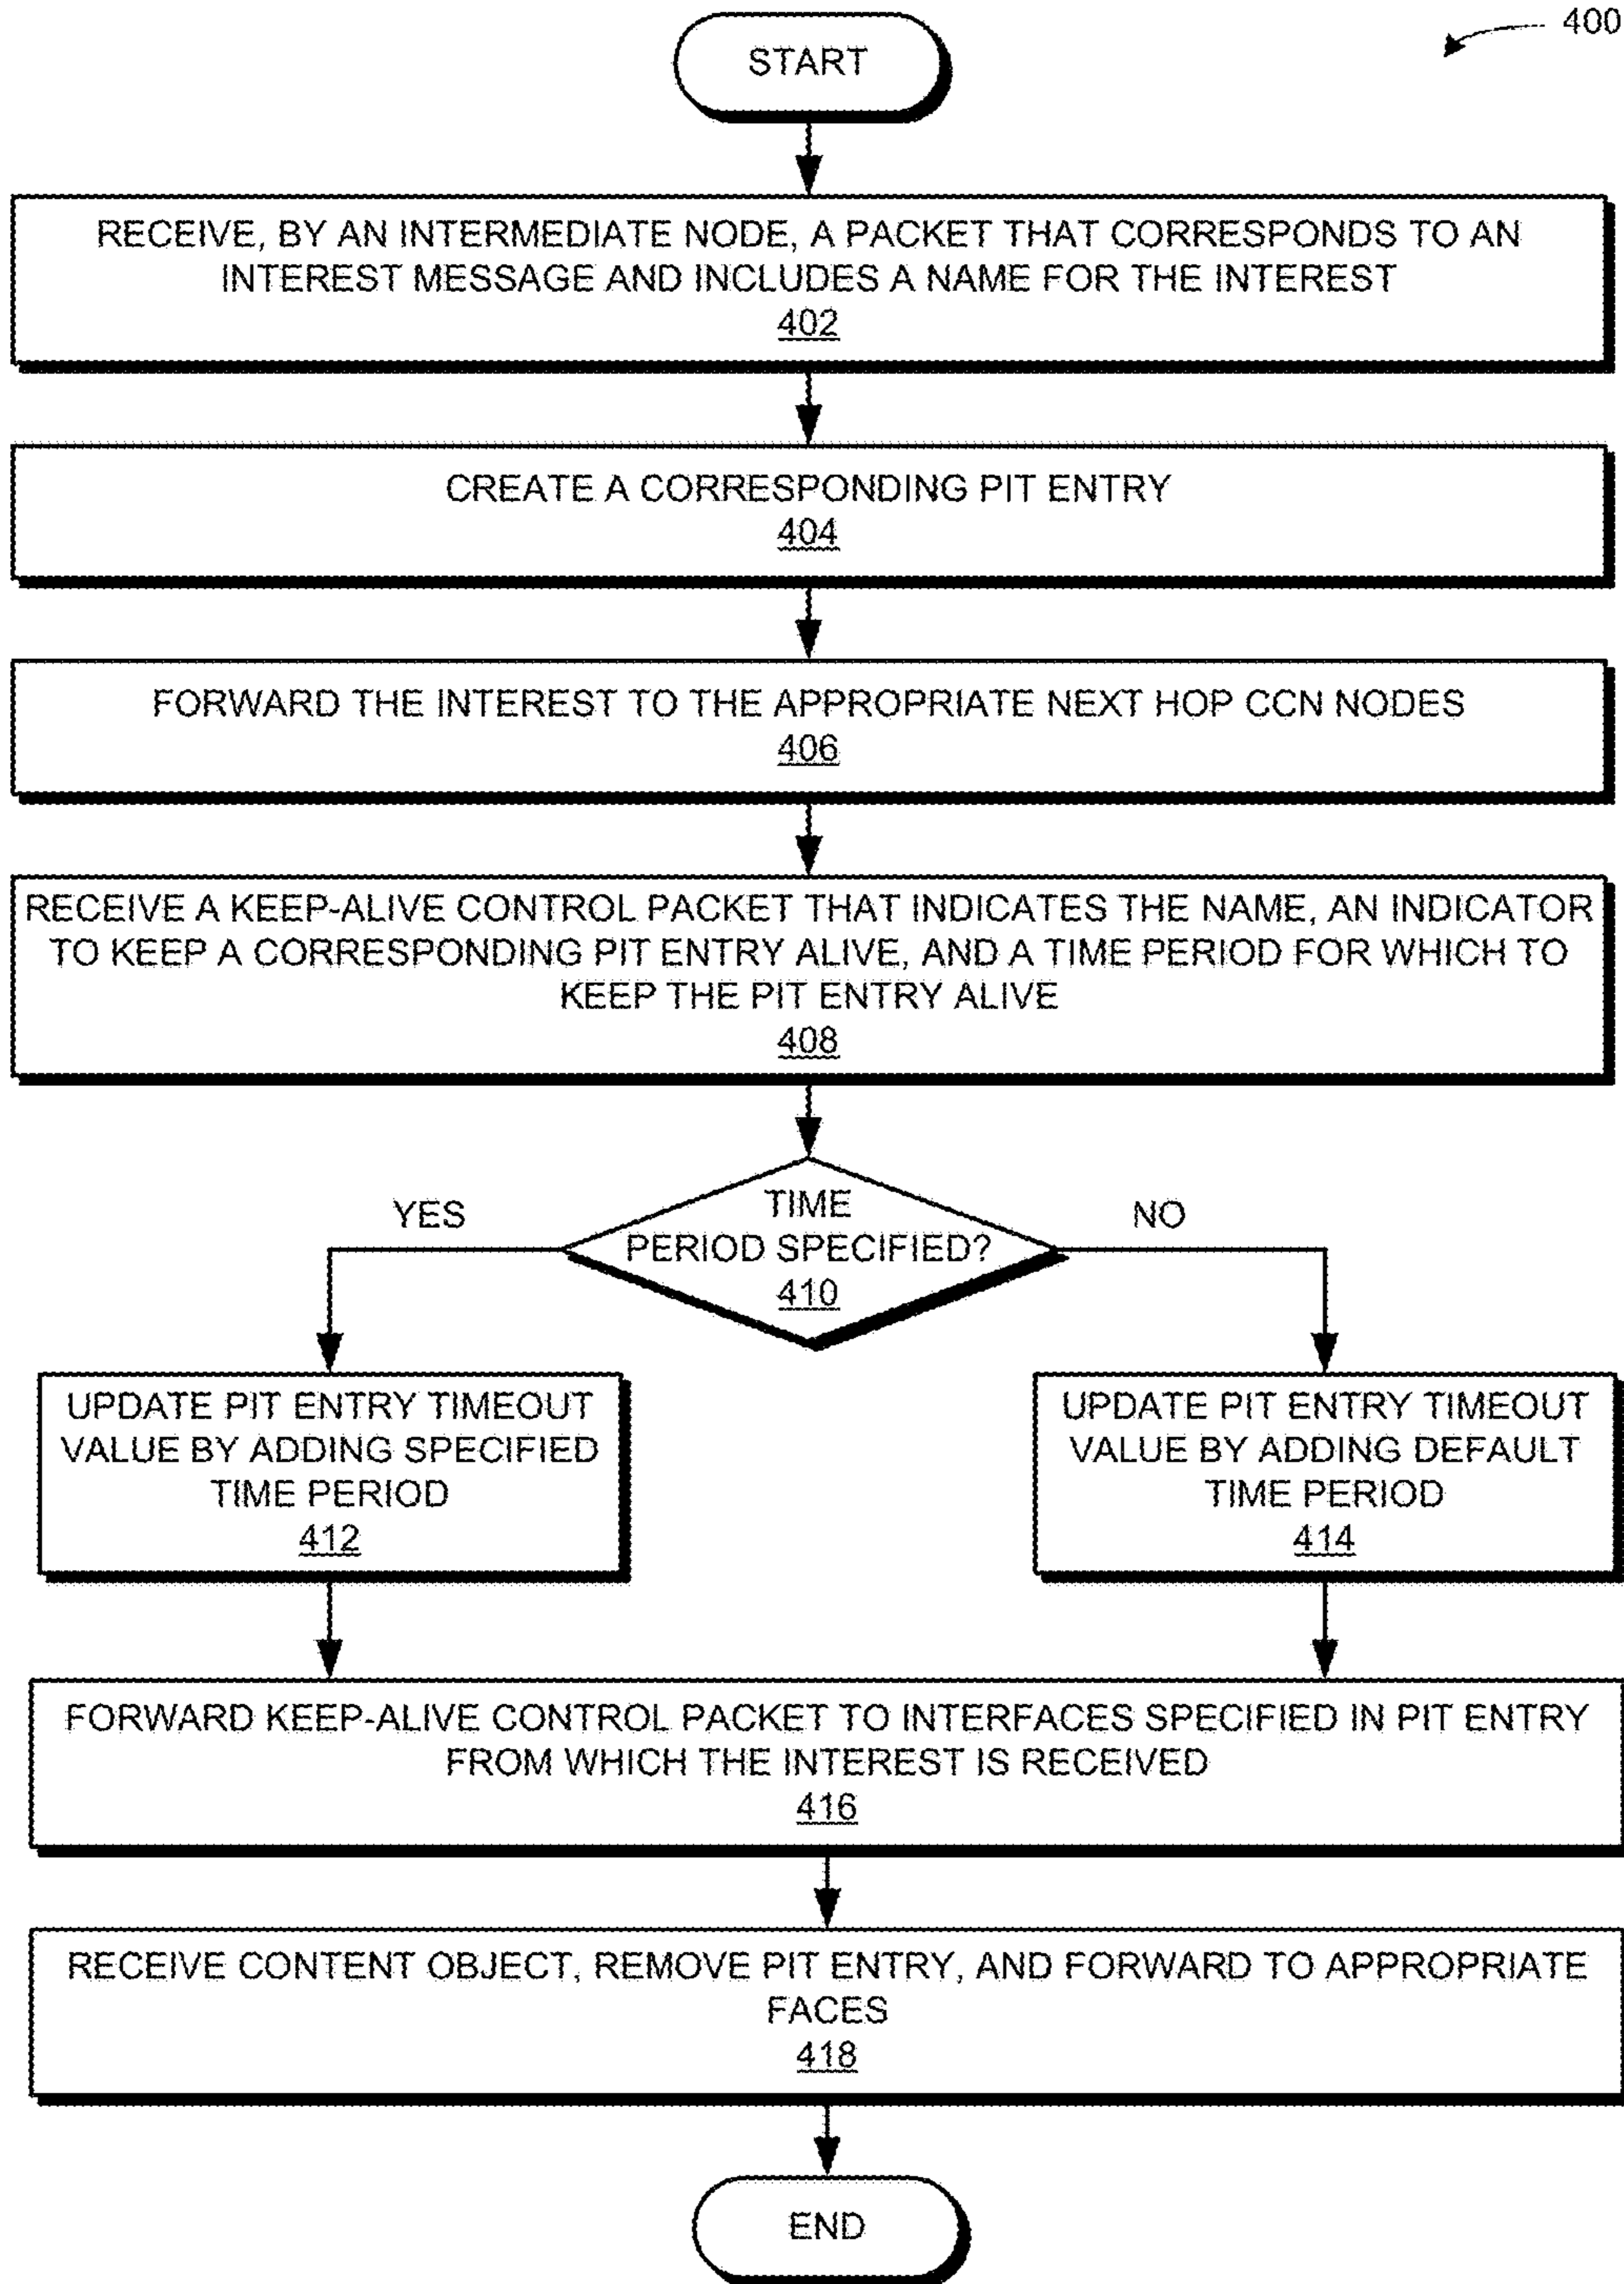 400
START
RECEIVE, BY AN INTERMEDIATE NODE, A PACKET THAT CORRESPONDS TO AN
INTEREST MESSAGE AND INCLUDES A NAME FOR THE INTEREST
402
CREATE A CORRESPONDING PIT ENTRY
404
FORWARD THE INTEREST TO THE APPROPRIATE NEXT HOP CCN NODES
406
RECEIVE A KEEP-ALIVE CONTROL PACKET THAT INDICATES THE NAME, AN INDICATOR
TO KEEP A CORRESPONDING PIT ENTRY ALIVE, AND A TIME PERIOD FOR WHICH TO
KEEP THE PIT ENTRY ALIVE
408
TIME
PERIOD SPECIFIED?
410
YES
NO
UPDATE PIT ENTRY TIMEOUT
VALUE BY ADDING SPECIFIED
TIME PERIOD
412
UPDATE PIT ENTRY TIMEOUT
VALUE BY ADDING DEFAULT
TIME PERIOD
414
FORWARD KEEP-ALIVE CONTROL PACKET TO INTERFACES SPECIFIED IN PIT ENTRY
FROM WHICH THE INTEREST IS RECEIVED
416
RECEIVE CONTENT OBJECT, REMOVE PIT ENTRY, AND FORWARD TO APPROPRIATE
FACES
418
END